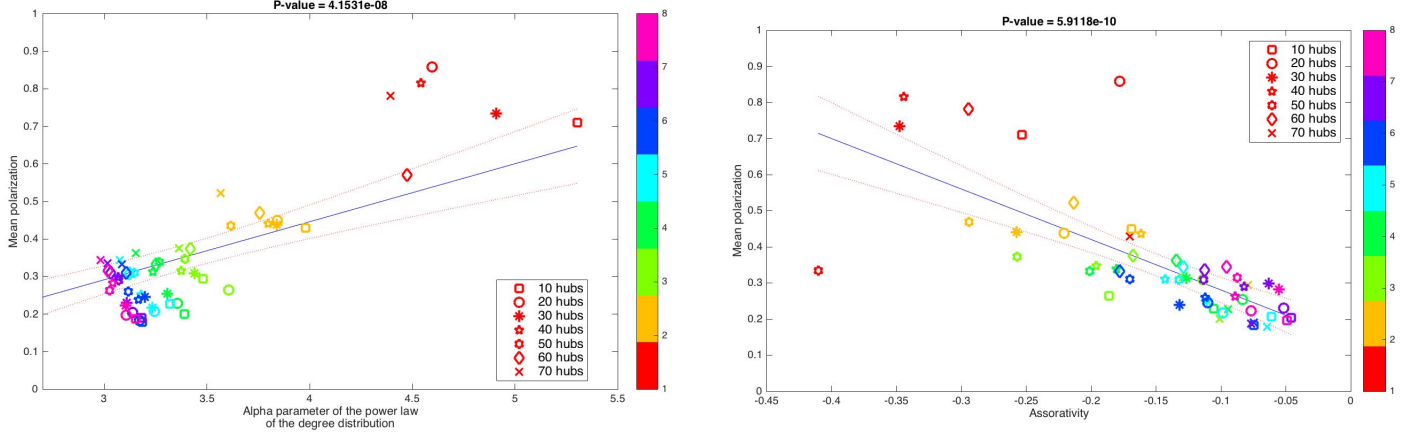 P-value = 4.1531e-08
1
0.9
0.8
0.7
0.6
0.5
0.4
0.3
0.2
0.1
0
Mean polarization
3
3.5
4
4.5
5
5.5
Alpha parameter of the power law
of the degree distribution
10 hubs
20 hubs
30 hubs
40 hubs
50 hubs
60 hubs
70 hubs
8
7
6
5
4
3
2
1
P-value = 5.9118e-10
1
0.9
0.8
0.7
0.6
0.5
0.4
0.3
0.2
0.1
0
Mean polarization
-0.45
-0.4
-0.35
-0.3
-0.25
-0.2
-0.15
-0.1
-0.05
0
Assorativity
10 hubs
20 hubs
30 hubs
40 hubs
50 hubs
60 hubs
70 hubs
8
7
6
5
4
3
2
1